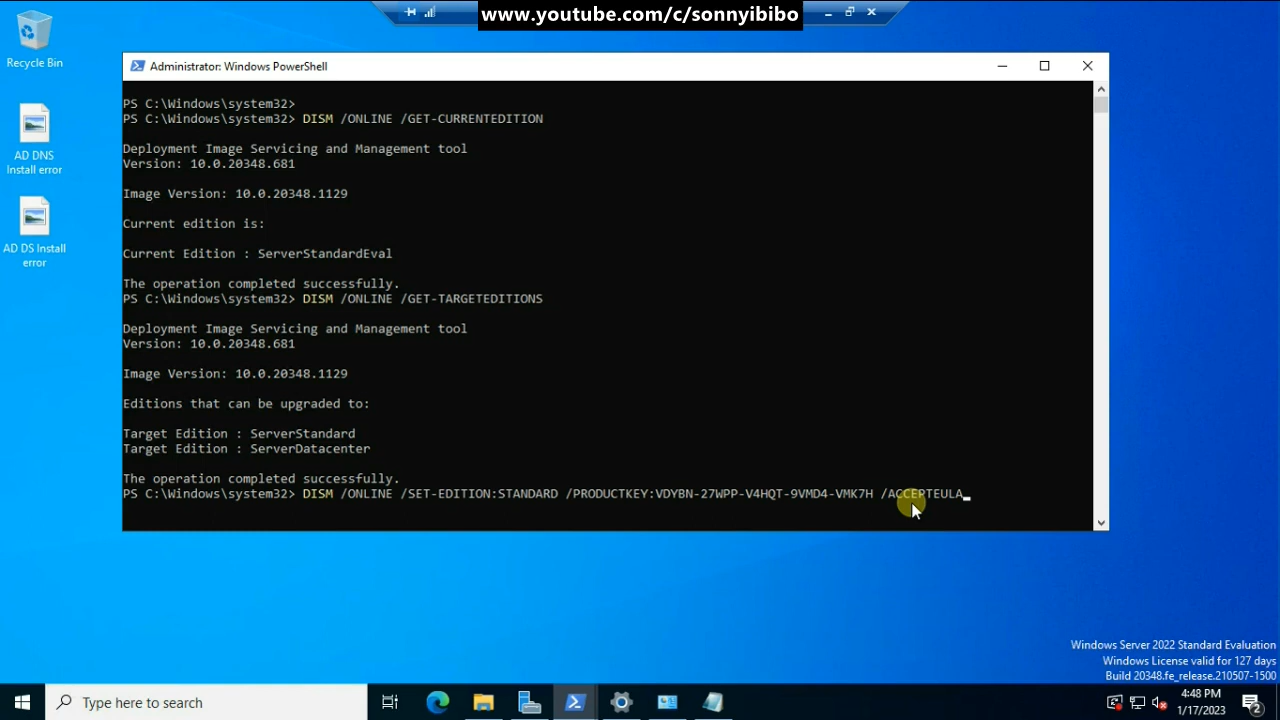 www.youtube.com/c/sonnyibibo
Recycle Bin
AD DNS
Install error
AD DS Install
error
Administrator: Windows PowerShell
PS C:\Windows\system32>
PS C:\Windows\system32> DISM /ONLINE /GET-CURRENTEDITION
Deployment Image Servicing and Management tool
Version: 10.0.20348.681
Image Version: 10.0.20348.1129
Current edition is:
Current Edition : ServerStandardEval
The operation completed successfully.
PS C:\Windows\system32> DISM /ONLINE /GET-TARGETEDITIONS
Deployment Image Servicing and Management tool
Version: 10.0.20348.681
Image Version: 10.0.20348.1129
Editions that can be upgraded to:
Target Edition : ServerStandard
Target Edition : ServerDatacenter
The operation completed successfully.
PS C:\Windows\system32> DISM /ONLINE /SET-EDITION:STANDARD /PRODUCTKEY:VDYBN-27WPP-V4HQT-9VMD4-VMK7H /ACCEPTEULA
Windows Server 2022 Standard Evaluation
Windows License valid for 127 days
Build 20348.fe_release.210507-1500
Type here to search
4:48 PM
1/17/2023
2